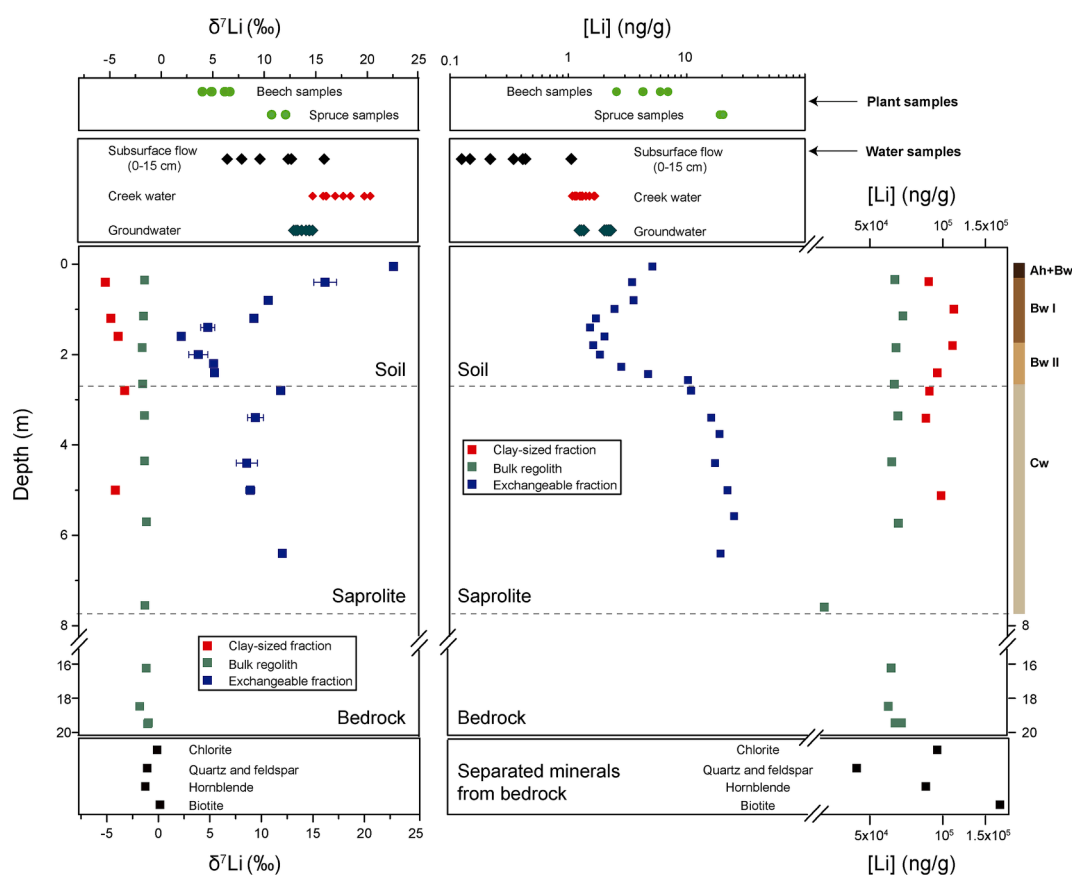 δ⁷Li (‰)
[Li] (ng/g)
-5 0 5 10 15 20 25
0.1 1 10
Beech samples
Spruce samples
Beech samples
Spruce samples
Plant samples
Subsurface flow
(0-15 cm)
Creek water
Groundwater
Subsurface flow
(0-15 cm)
Creek water
Groundwater
Water samples
[Li] (ng/g)
5x10⁴ 10⁵ 1.5x10⁵
Depth (m)
0
2
4
6
8
16
18
20
Soil
Saprolite
Clay-sized fraction
Bulk regolith
Exchangeable fraction
Bedrock
Soil
Clay-sized fraction
Bulk regolith
Exchangeable fraction
Saprolite
Bedrock
Ah+Bw
Bw I
Bw II
Cw
8
16
18
20
Chlorite
Quartz and feldspar
Hornblende
Biotite
Separated minerals
from bedrock
Chlorite
Quartz and feldspar
Hornblende
Biotite
-5 0 5 10 15 20 25
δ⁷Li (‰)
5x10⁴ 10⁵ 1.5x10⁵
[Li] (ng/g)